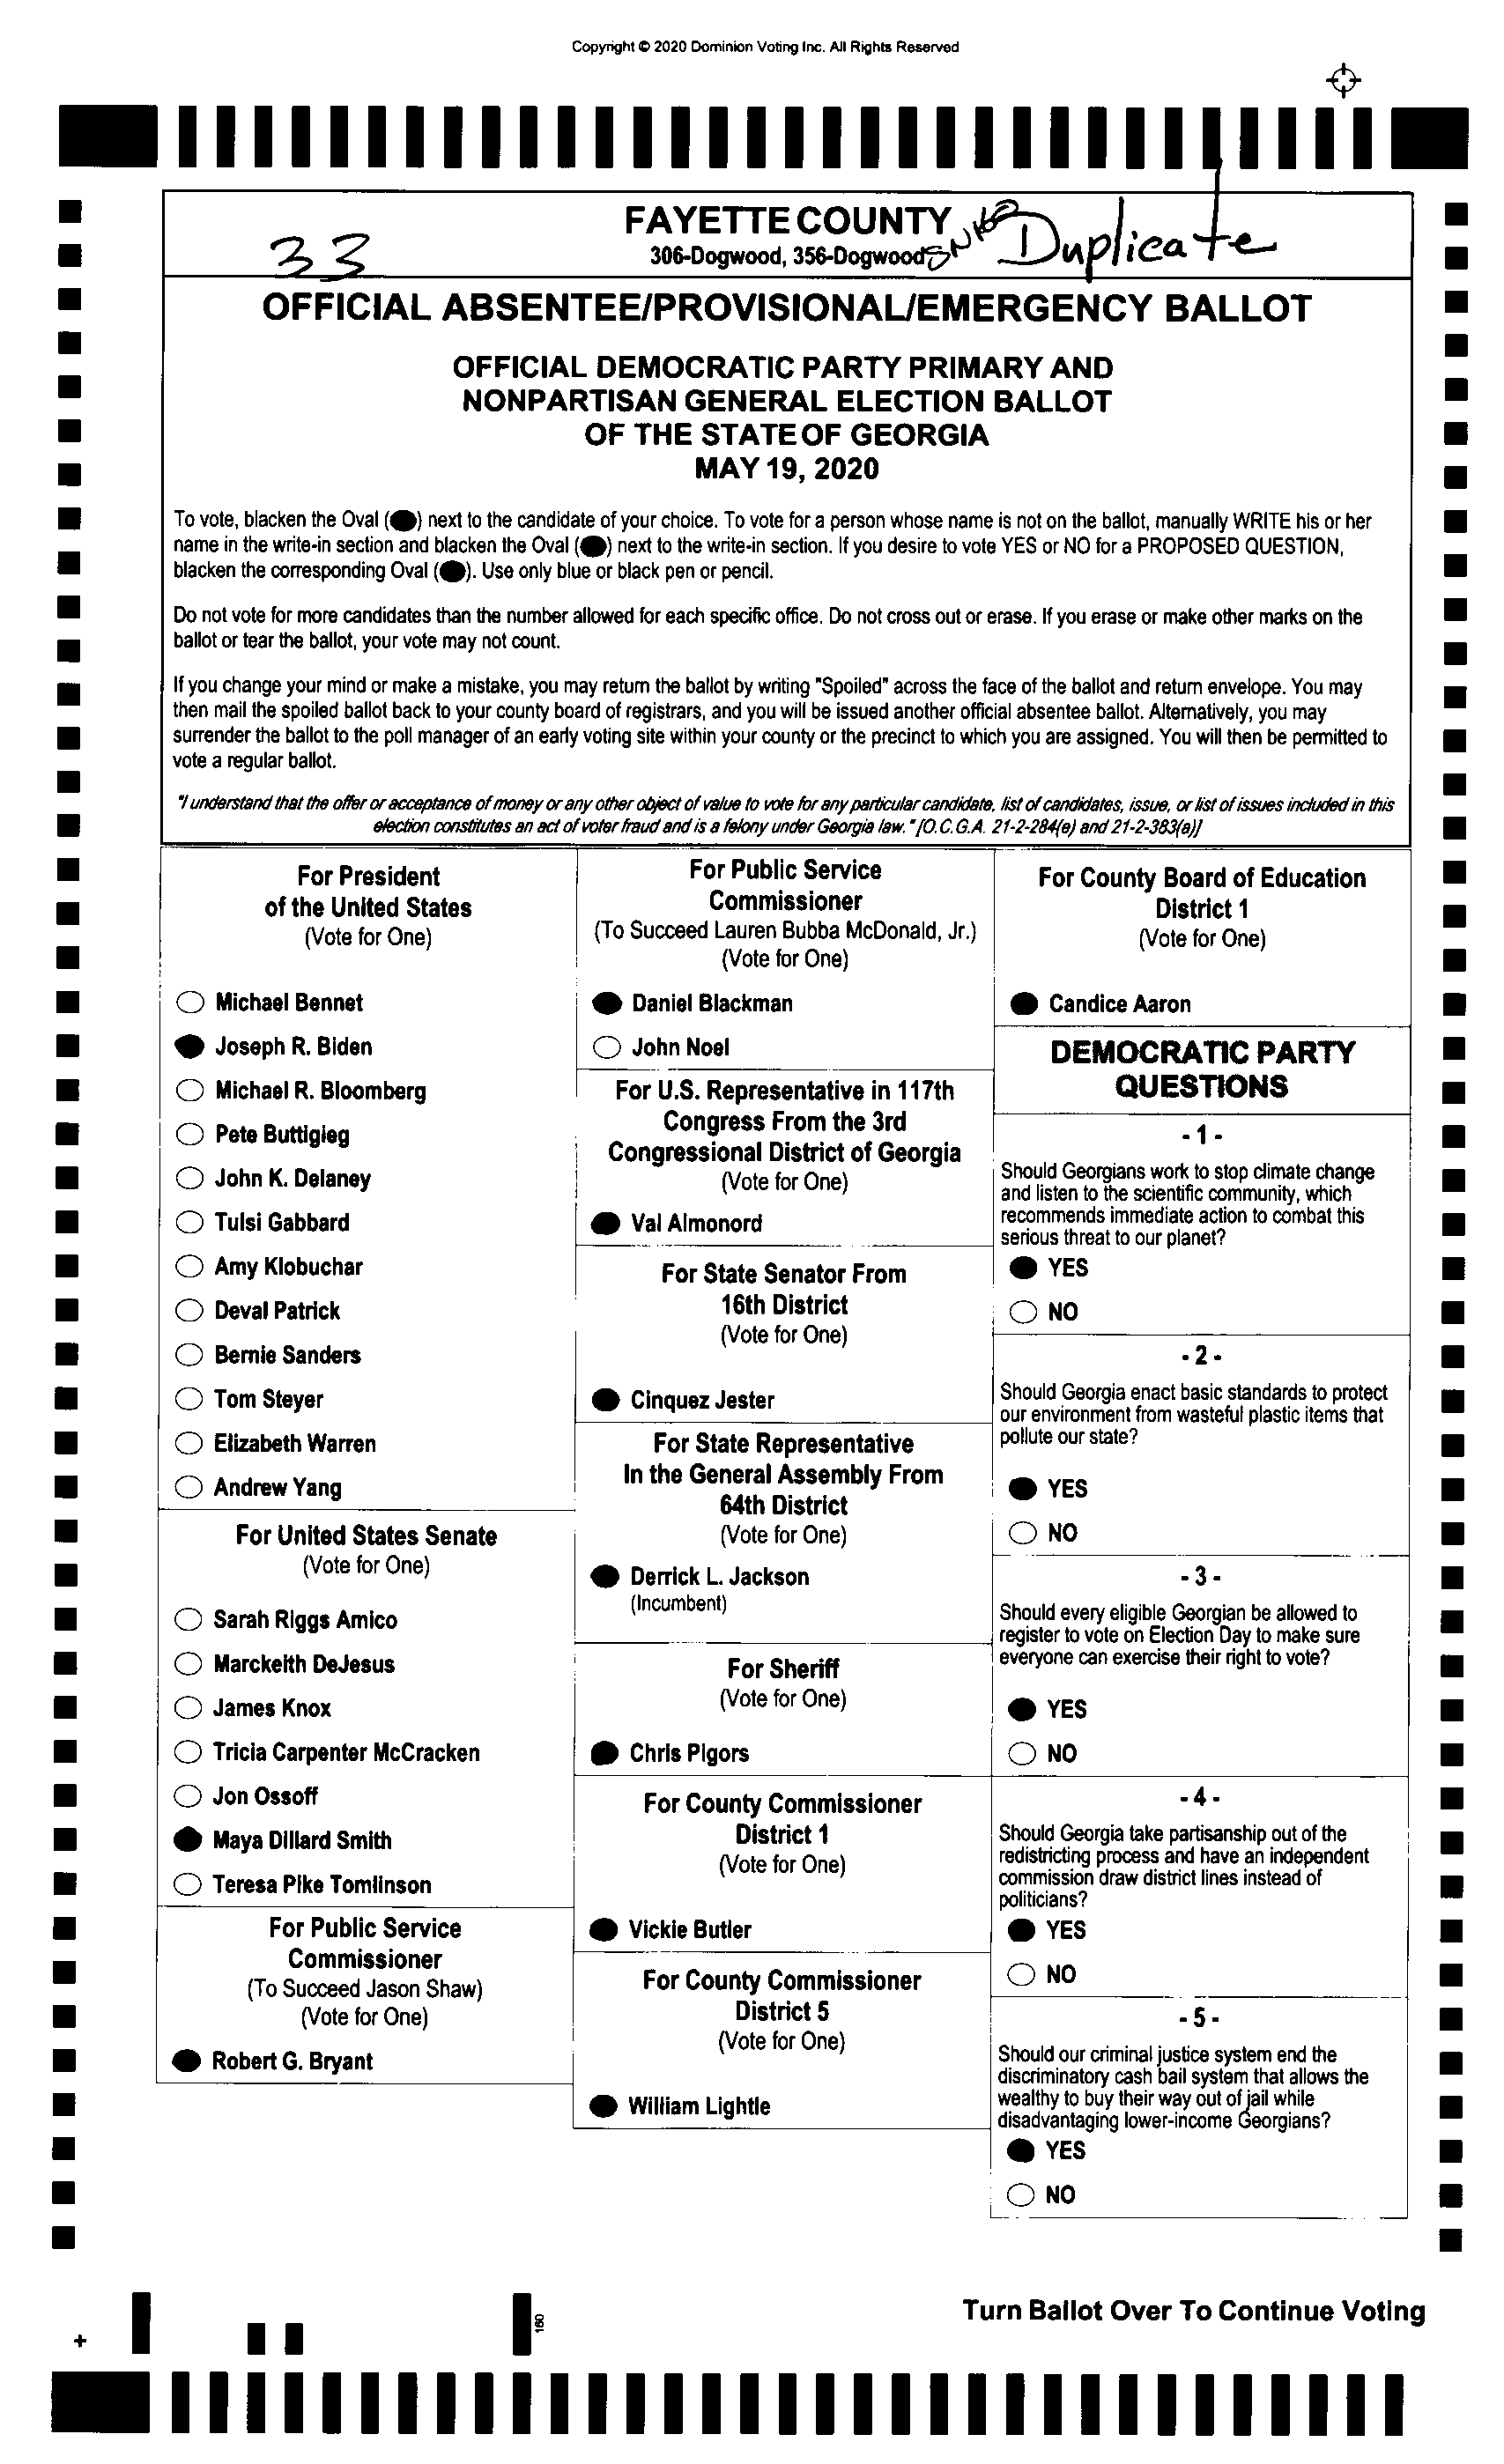 Copyright © 2020 Dominion Voting Inc. All Rights Reserved
FAYETTE COUNTY
306-Dogwood, 356-Dogwood
33
Duplicate
OFFICIAL ABSENTEE/PROVISIONAL/EMERGENCY BALLOT
OFFICIAL DEMOCRATIC PARTY PRIMARY AND
NONPARTISAN GENERAL ELECTION BALLOT
OF THE STATE OF GEORGIA
MAY 19, 2020
To vote, blacken the Oval () next to the candidate of your choice. To vote for a person whose name is not on the ballot, manually WRITE his or her
name in the write-in section and blacken the Oval () next to the write-in section. If you desire to vote YES or NO for a PROPOSED QUESTION,
blacken the corresponding Oval (). Use only blue or black pen or pencil.
Do not vote for more candidates than the number allowed for each specific office. Do not cross out or erase. If you erase or make other marks on the
ballot or tear the ballot, your vote may not count.
If you change your mind or make a mistake, you may return the ballot by writing "Spoiled" across the face of the ballot and return envelope. You may
then mail the spoiled ballot back to your county board of registrars, and you will be issued another official absentee ballot. Alternatively, you may
surrender the ballot to the poll manager of an early voting site within your county or the precinct to which you are assigned. You will then be permitted to
vote a regular ballot.
"I understand that the offer or acceptance of money or any other object of value to vote for any particular candidate, list of candidates, issue, or list of issues included in this
election constitutes an act of voter fraud and is a felony under Georgia law." [O.C.G.A. 21-2-284(e) and 21-2-383(a)]
For President
of the United States
(Vote for One)
Michael Bennet
Joseph R. Biden
Michael R. Bloomberg
Pete Buttigieg
John K. Delaney
Tulsi Gabbard
Amy Klobuchar
Deval Patrick
Bernie Sanders
Tom Steyer
Elizabeth Warren
Andrew Yang
For United States Senate
(Vote for One)
Sarah Riggs Amico
Marckeith DeJesus
James Knox
Tricia Carpenter McCracken
Jon Ossoff
Maya Dillard Smith
Teresa Pike Tomlinson
For Public Service
Commissioner
(To Succeed Jason Shaw)
(Vote for One)
Robert G. Bryant
For Public Service
Commissioner
(To Succeed Lauren Bubba McDonald, Jr.)
(Vote for One)
Daniel Blackman
John Noel
For U.S. Representative in 117th
Congress From the 3rd
Congressional District of Georgia
(Vote for One)
Val Almonord
For State Senator From
16th District
(Vote for One)
Cinquez Jester
For State Representative
In the General Assembly From
64th District
(Vote for One)
Derrick L. Jackson
(Incumbent)
For Sheriff
(Vote for One)
Chris Pigors
For County Commissioner
District 1
(Vote for One)
Vickie Butler
For County Commissioner
District 5
(Vote for One)
William Lightle
For County Board of Education
District 1
(Vote for One)
Candice Aaron
DEMOCRATIC PARTY
QUESTIONS
- 1 -
Should Georgians work to stop climate change
and listen to the scientific community, which
recommends immediate action to combat this
serious threat to our planet?
YES
NO
- 2 -
Should Georgia enact basic standards to protect
our environment from wasteful plastic items that
pollute our state?
YES
NO
- 3 -
Should every eligible Georgian be allowed to
register to vote on Election Day to make sure
everyone can exercise their right to vote?
YES
NO
- 4 -
Should Georgia take partisanship out of the
redistricting process and have an independent
commission draw district lines instead of
politicians?
YES
NO
- 5 -
Should our criminal justice system end the
discriminatory cash bail system that allows the
wealthy to buy their way out of jail while
disadvantaging lower-income Georgians?
YES
NO
Turn Ballot Over To Continue Voting
160